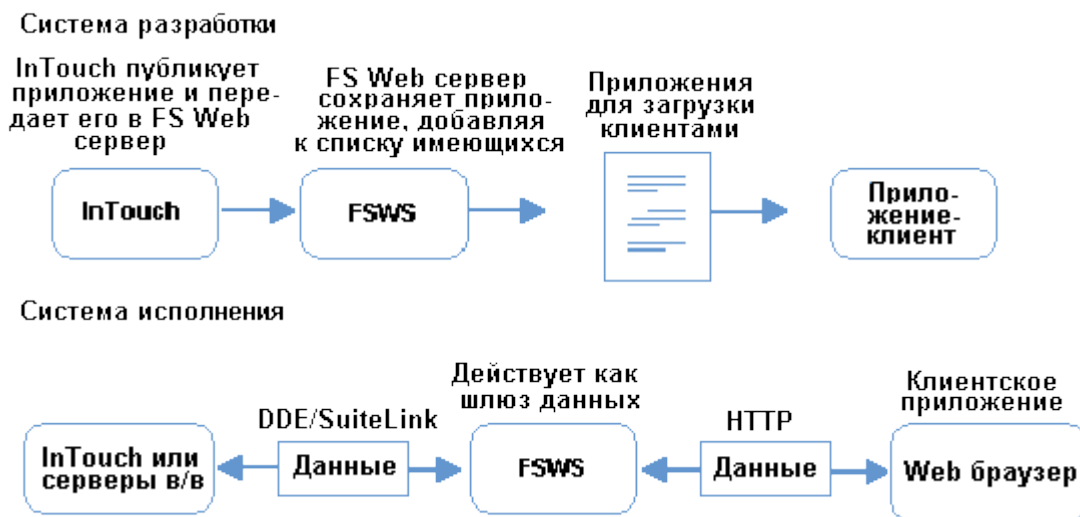 Система разработки
InTouch публикует
приложение и пере-
дает его в FS Web
сервер
FS Web сервер
сохраняет прило-
жение, добавляя
к списку имеющихся
Приложения
для загрузки
клиентами
InTouch
FSWS
Прило-
жение-
клиент
Система исполнения
DDE/SuiteLink
Действует как
шлюз данных
HTTP
Клиентское
приложение
InTouch или
серверы в/в
Данные
FSWS
Данные
Web браузер